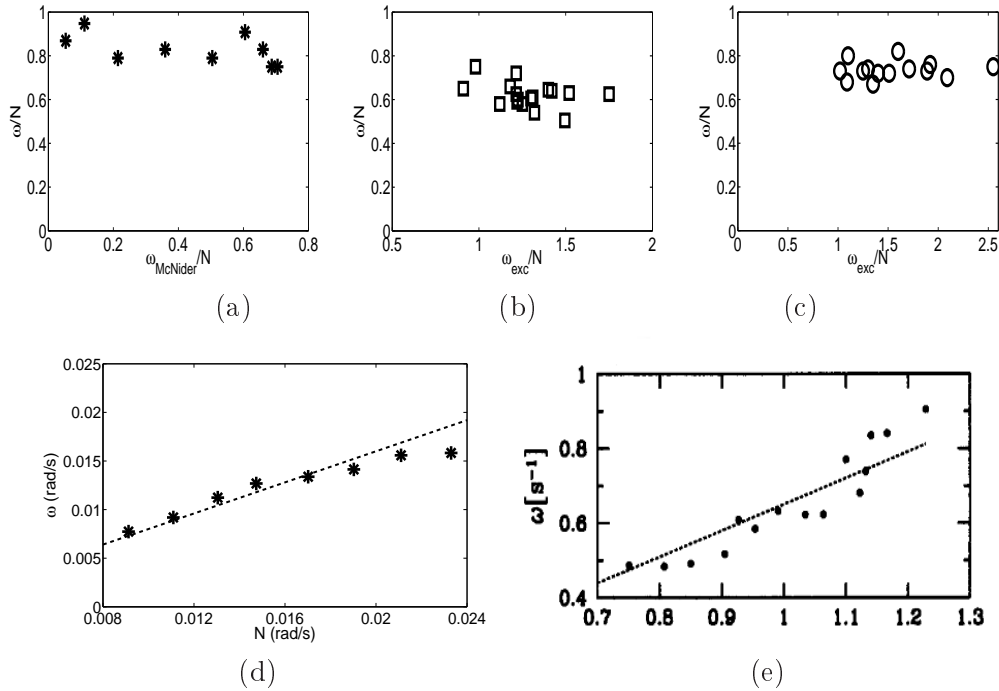 1
0.8
0.6
0.4
0.2
0
ω/N
0 0.2 0.4 0.6 0.8
ω_McNider/N
(a)
1
0.8
0.6
0.4
0.2
0
ω/N
0.5 1 1.5 2
ω_exc/N
(b)
1
0.8
0.6
0.4
0.2
0
ω/N
0 0.5 1 1.5 2 2.5
ω_exc/N
(c)
0.025
0.02
0.015
0.01
0.005
0
ω (rad/s)
0.008 0.012 0.016 0.02 0.024
N (rad/s)
(d)
1
0.8
0.6
0.4
ω[s⁻¹]
0.7 0.8 0.9 1 1.1 1.2 1.3
(e)